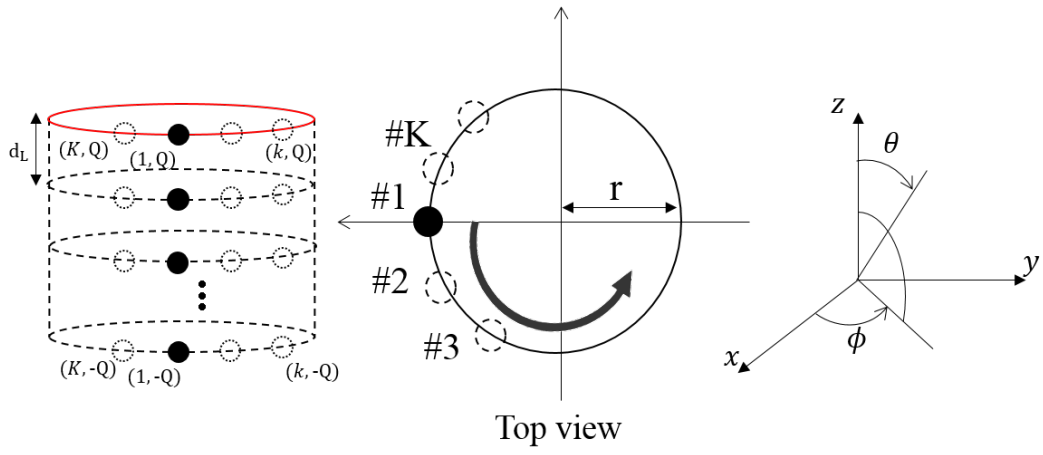 d_L
(K, Q)
(1, Q)
(k, Q)
(K, -Q)
(1, -Q)
(k, -Q)
#K
#1
#2
#3
r
Top view
z
θ
y
x
ϕ